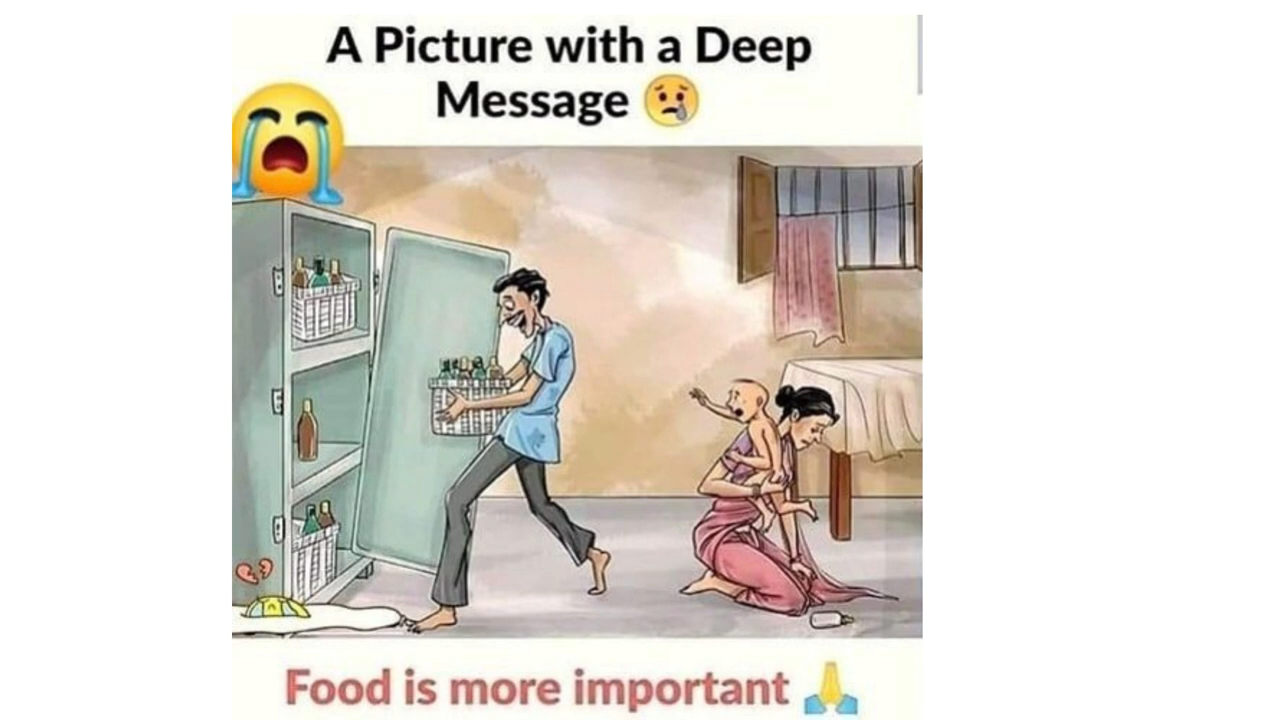 A Picture with a Deep
Message 😢
Food is more important 🙏